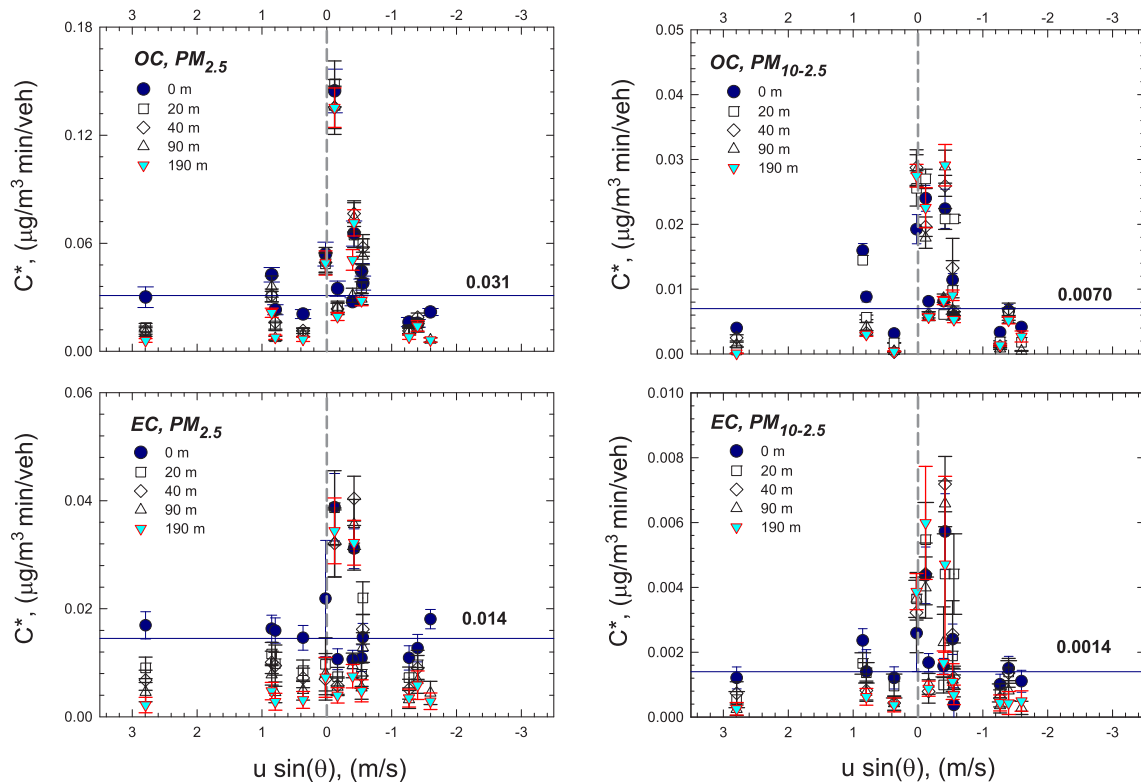 3 2 1 0 -1 -2 -3
3 2 1 0 -1 -2 -3
0.18
0.12
0.06
0.00
C*, (μg/m³ min/veh)
OC, PM2.5
0 m
20 m
40 m
90 m
190 m
0.031
0.05
0.04
0.03
0.02
0.01
0.00
C*, (μg/m³ min/veh)
OC, PM10-2.5
0 m
20 m
40 m
90 m
190 m
0.0070
0.06
0.04
0.02
0.00
C*, (μg/m³ min/veh)
EC, PM2.5
0 m
20 m
40 m
90 m
190 m
0.014
3 2 1 0 -1 -2 -3
u sin(θ), (m/s)
0.010
0.008
0.006
0.004
0.002
0.000
C*, (μg/m³ min/veh)
EC, PM10-2.5
0 m
20 m
40 m
90 m
190 m
0.0014
3 2 1 0 -1 -2 -3
u sin(θ), (m/s)